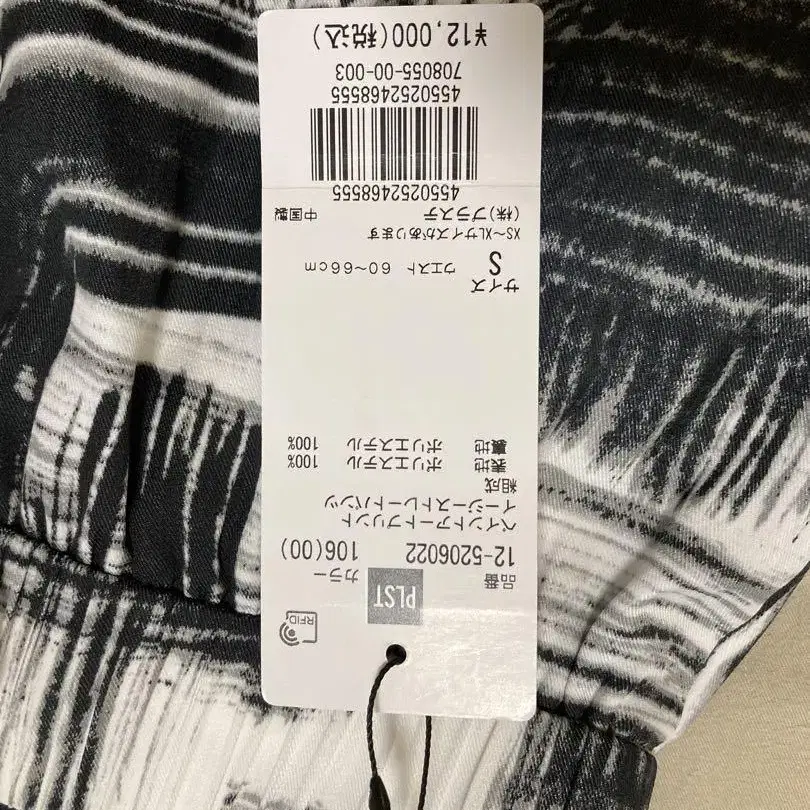 RFID
PLST
品番 カラー
12-5206022 106(00)
ペイントアートプリント
イージーストレートパンツ
組成
表地 ポリエステル 100%
裏地 ポリエステル 100%
サイズ
S ウエスト 60~66cm
XS~XLサイズがあります
(株)プラステ 中国製
4550252468555
4550252468555
708055-00-003
¥12,000(税込)